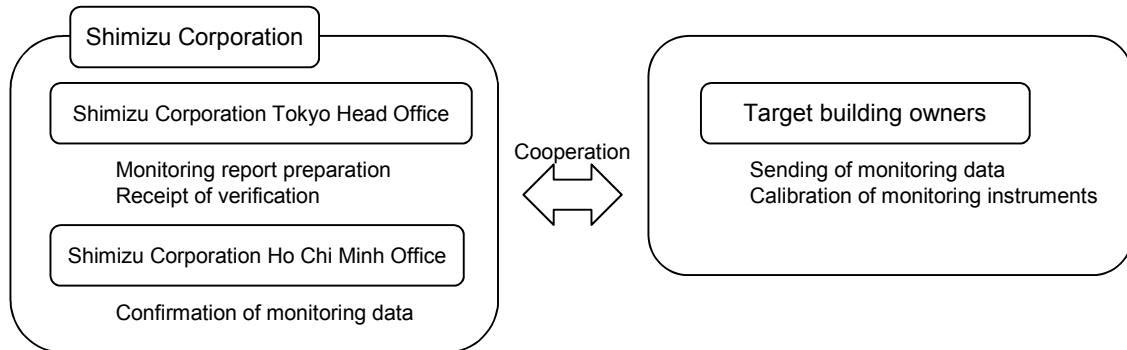 Shimizu Corporation
Shimizu Corporation Tokyo Head Office
Monitoring report preparation
Receipt of verification
Shimizu Corporation Ho Chi Minh Office
Confirmation of monitoring data
Cooperation
Target building owners
Sending of monitoring data
Calibration of monitoring instruments